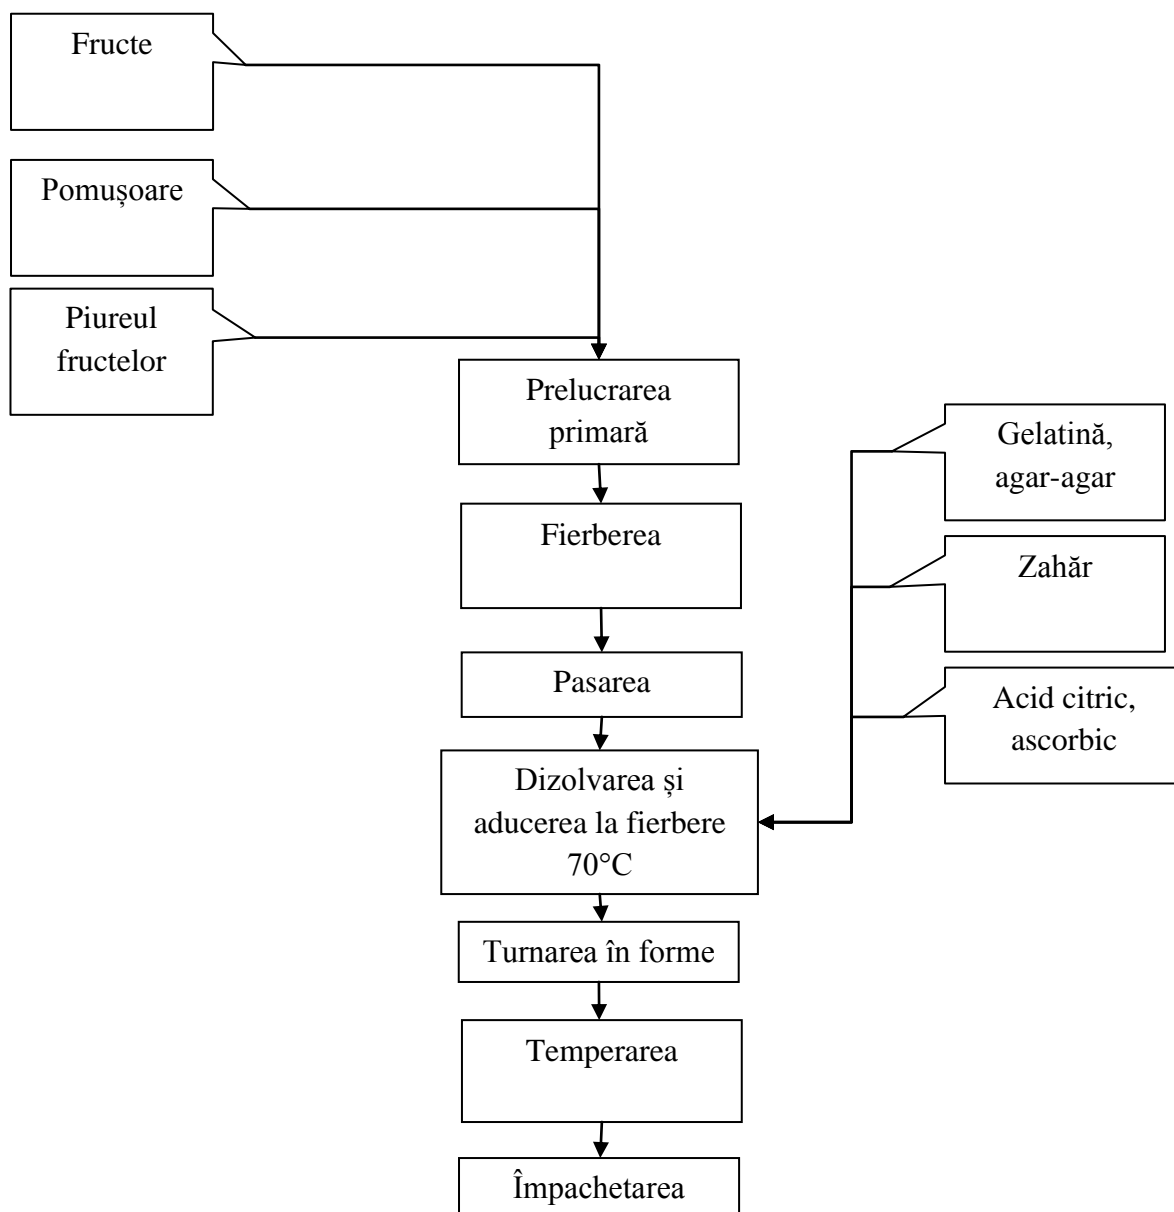 Fructe
Pomușoare
Piureul
fructelor
Prelucrarea
primară
Gelatină,
agar-agar
Fierberea
Zahăr
Pasarea
Acid citric,
ascorbic
Dizolvarea și
aducerea la fierbere
70°C
Turnarea în forme
Temperarea
Împachetarea